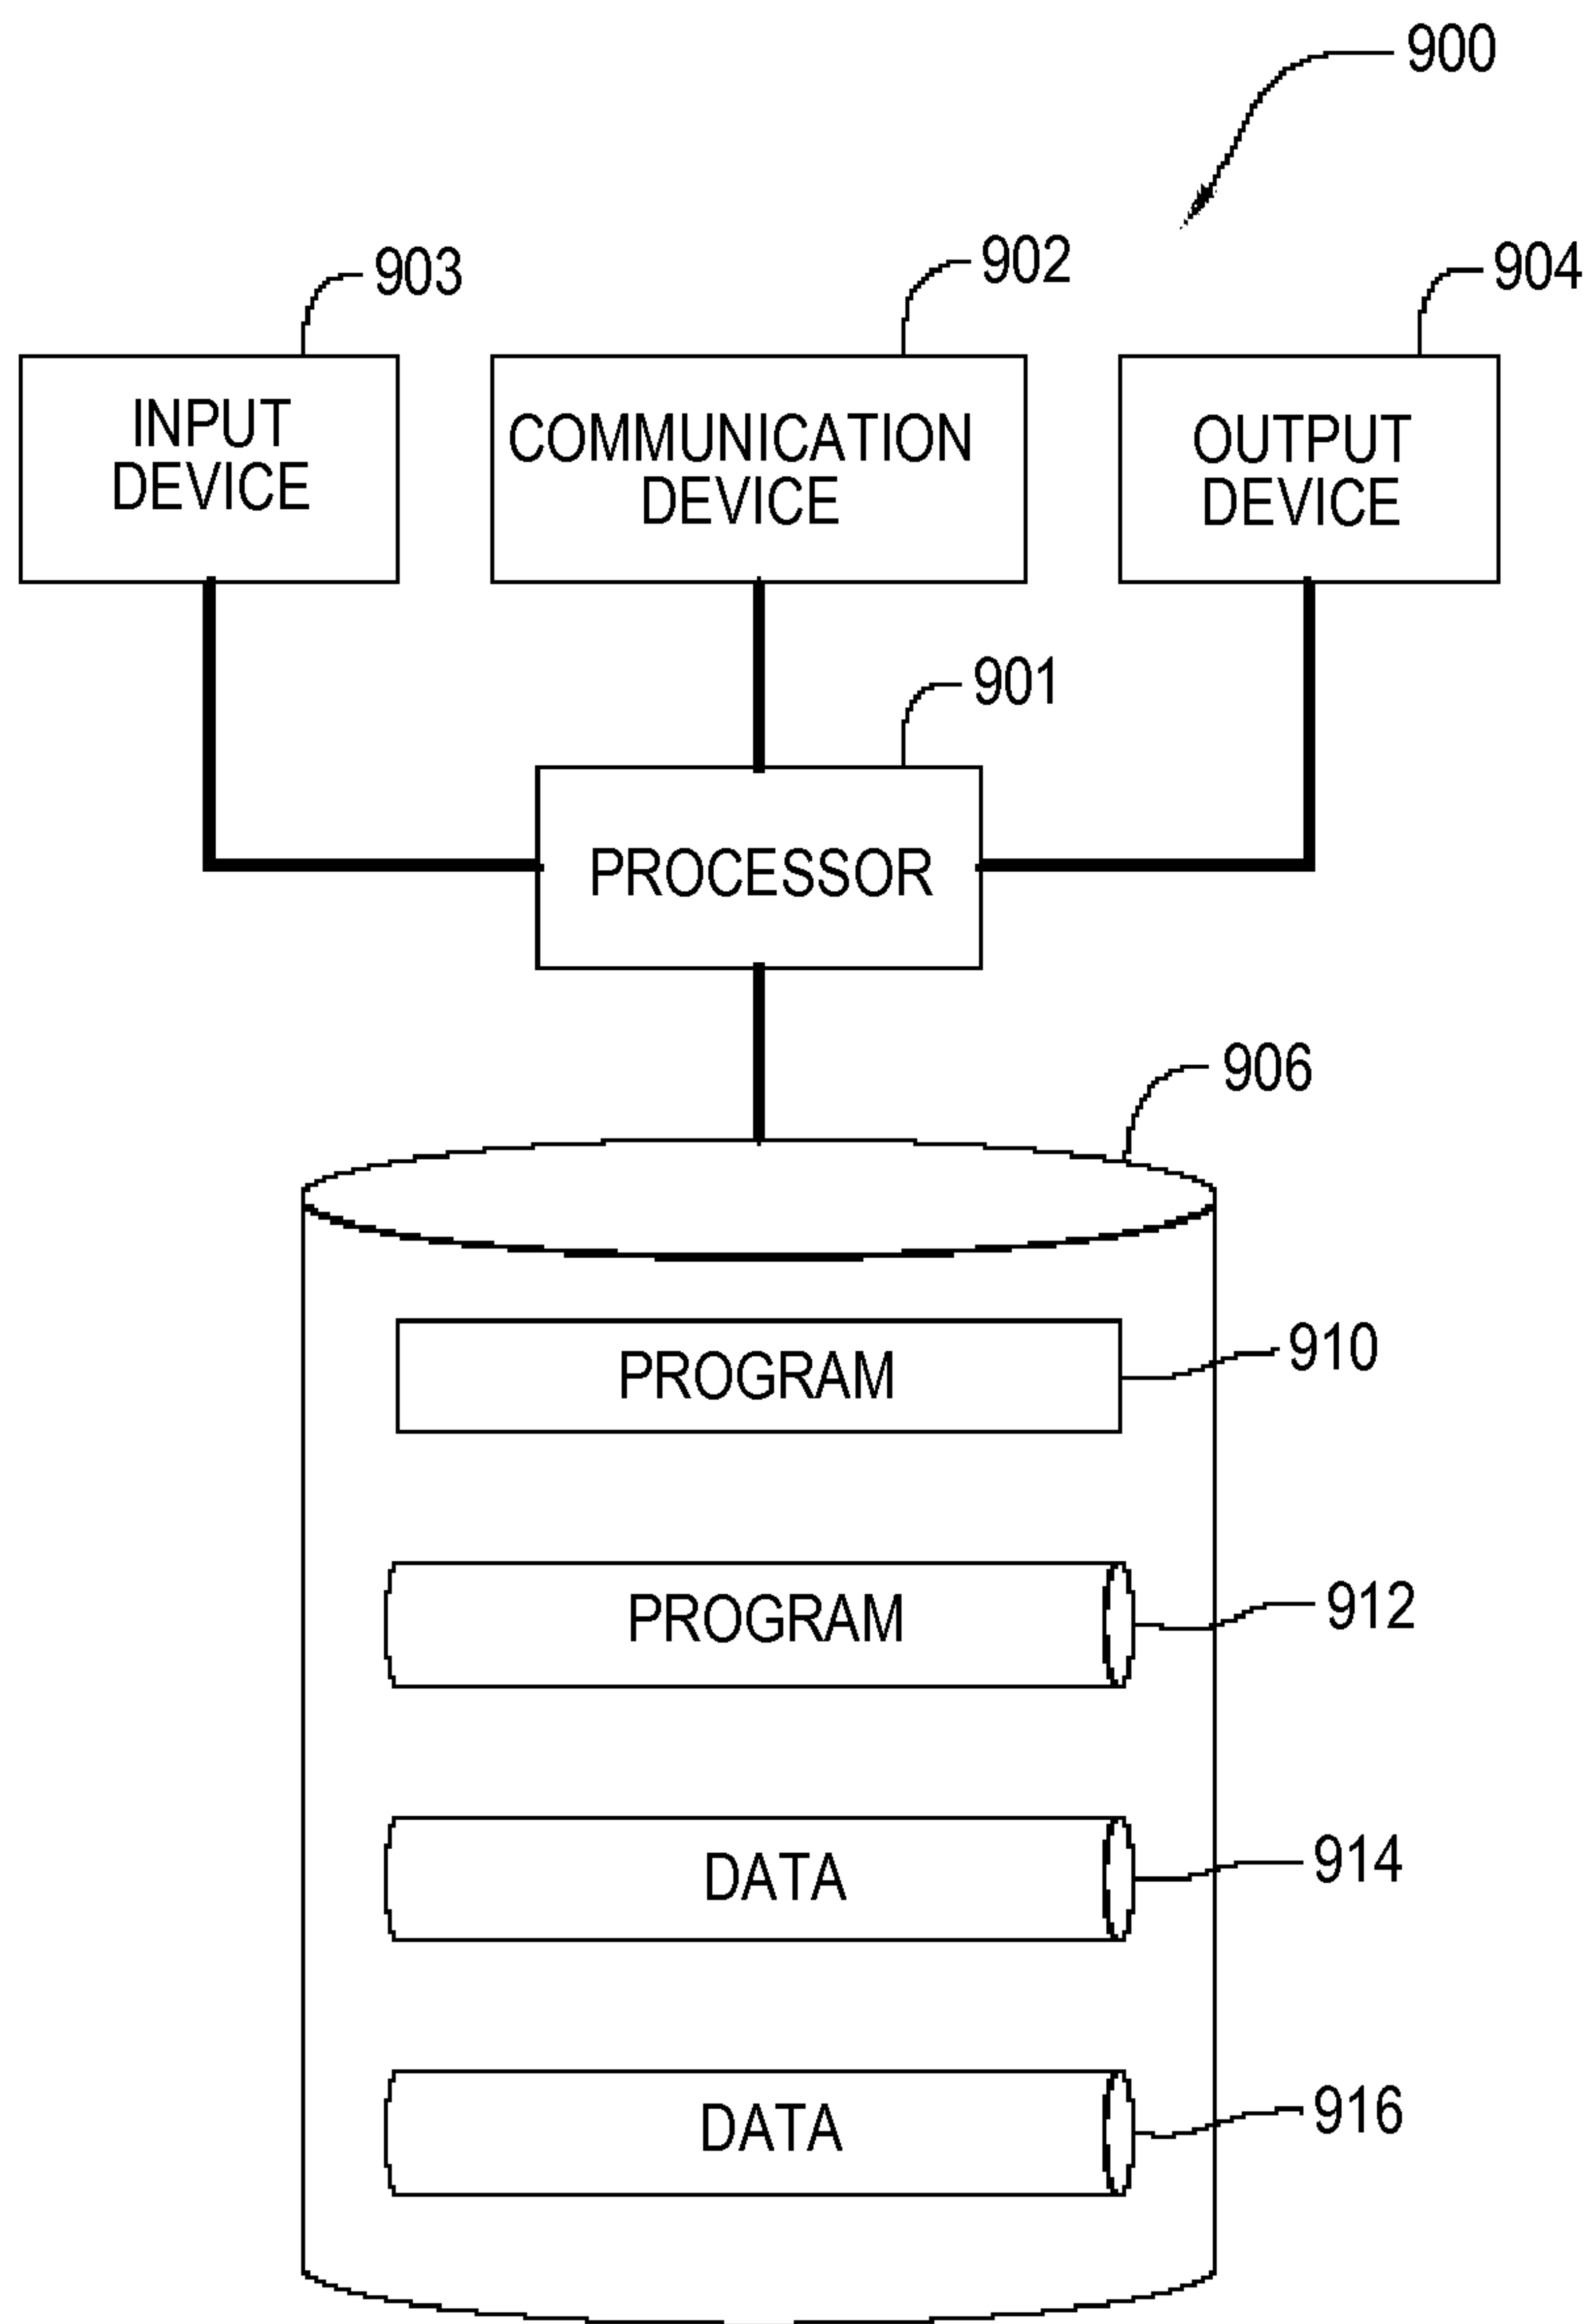 900
903
902
904
INPUT
DEVICE
COMMUNICATION
DEVICE
OUTPUT
DEVICE
901
PROCESSOR
906
PROGRAM
910
PROGRAM
912
DATA
914
DATA
916